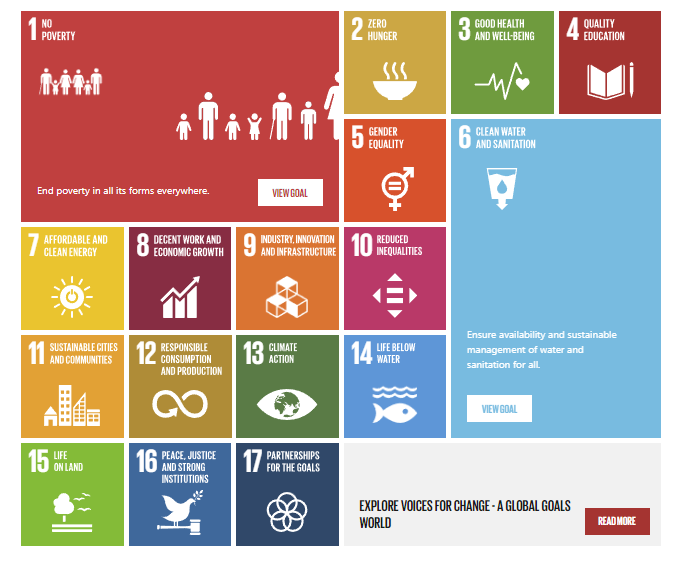 1 NO
POVERTY
End poverty in all its forms everywhere.
VIEW GOAL
2 ZERO
HUNGER
3 GOOD HEALTH
AND WELL-BEING
4 QUALITY
EDUCATION
5 GENDER
EQUALITY
6 CLEAN WATER
AND SANITATION
Ensure availability and sustainable
management of water and
sanitation for all.
VIEW GOAL
7 AFFORDABLE AND
CLEAN ENERGY
8 DECENT WORK AND
ECONOMIC GROWTH
9 INDUSTRY, INNOVATION
AND INFRASTRUCTURE
10 REDUCED
INEQUALITIES
11 SUSTAINABLE CITIES
AND COMMUNITIES
12 RESPONSIBLE
CONSUMPTION
AND PRODUCTION
13 CLIMATE
ACTION
14 LIFE BELOW
WATER
15 LIFE
ON LAND
16 PEACE, JUSTICE
AND STRONG
INSTITUTIONS
17 PARTNERSHIPS
FOR THE GOALS
EXPLORE VOICES FOR CHANGE - A GLOBAL GOALS
WORLD
READ MORE